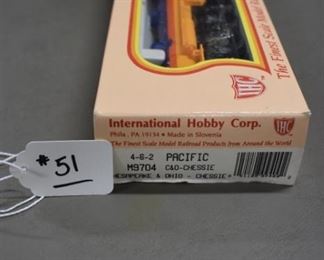 IHC
The Finest Scale Model
International Hobby Corp.
IHC
Phila., PA 19134 • Made in Slovenia
The Finest Scale Model Railroad Products from Around the World
4-6-2 PACIFIC
M9704 C&O-CHESSIE
HESAPEAKE & OHIO - CHESSIE
#51